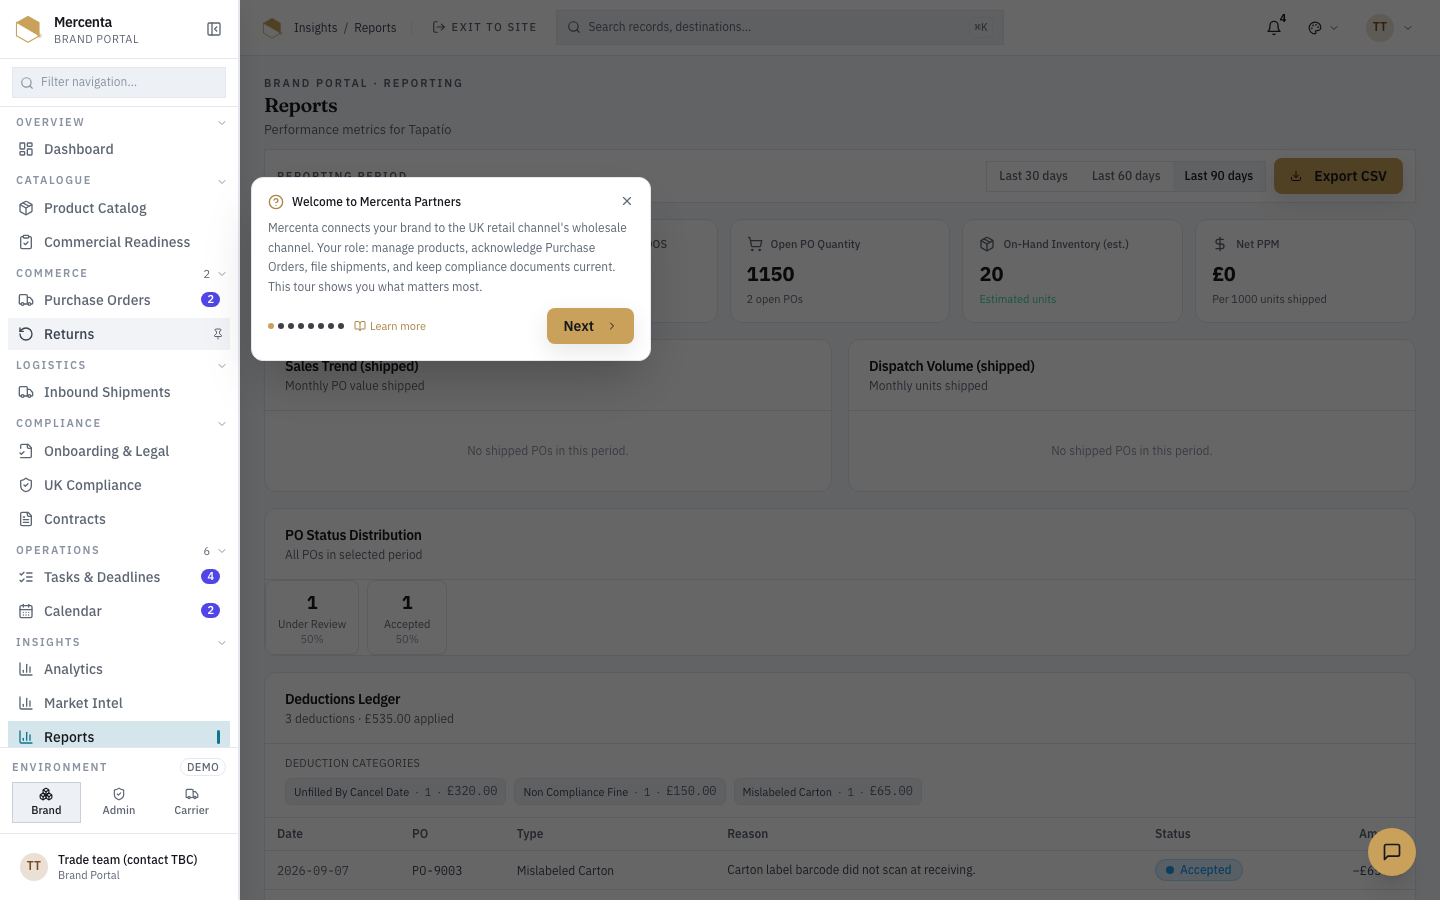 Mercenta
BRAND PORTAL
Filter navigation...
OVERVIEW
Dashboard
CATALOGUE
Product Catalog
Commercial Readiness
COMMERCE 2
Purchase Orders 2
Returns
LOGISTICS
Inbound Shipments
COMPLIANCE
Onboarding & Legal
UK Compliance
Contracts
OPERATIONS 6
Tasks & Deadlines 4
Calendar 2
INSIGHTS
Analytics
Market Intel
Reports
ENVIRONMENT DEMO
Brand Admin Carrier
TT Trade team (contact TBC)
Brand Portal
Insights / Reports
EXIT TO SITE
Search records, destinations... ⌘K
4
TT
BRAND PORTAL · REPORTING
Reports
Performance metrics for Tapatío
REPORTING PERIOD
Last 30 days Last 60 days Last 90 days Export CSV
Welcome to Mercenta Partners
Mercenta connects your brand to the UK retail channel's wholesale
channel. Your role: manage products, acknowledge Purchase
Orders, file shipments, and keep compliance documents current.
This tour shows you what matters most.
Learn more
Next
Open PO Quantity
1150
2 open POs
On-Hand Inventory (est.)
20
Estimated units
Net PPM
£0
Per 1000 units shipped
Sales Trend (shipped)
Monthly PO value shipped
No shipped POs in this period.
Dispatch Volume (shipped)
Monthly units shipped
No shipped POs in this period.
PO Status Distribution
All POs in selected period
1
Under Review
50%
1
Accepted
50%
Deductions Ledger
3 deductions · £535.00 applied
DEDUCTION CATEGORIES
Unfilled By Cancel Date · 1 · £320.00 Non Compliance Fine · 1 · £150.00 Mislabeled Carton · 1 · £65.00
Date PO Type Reason Status
2026-09-07 PO-9003 Mislabeled Carton Carton label barcode did not scan at receiving. Accepted